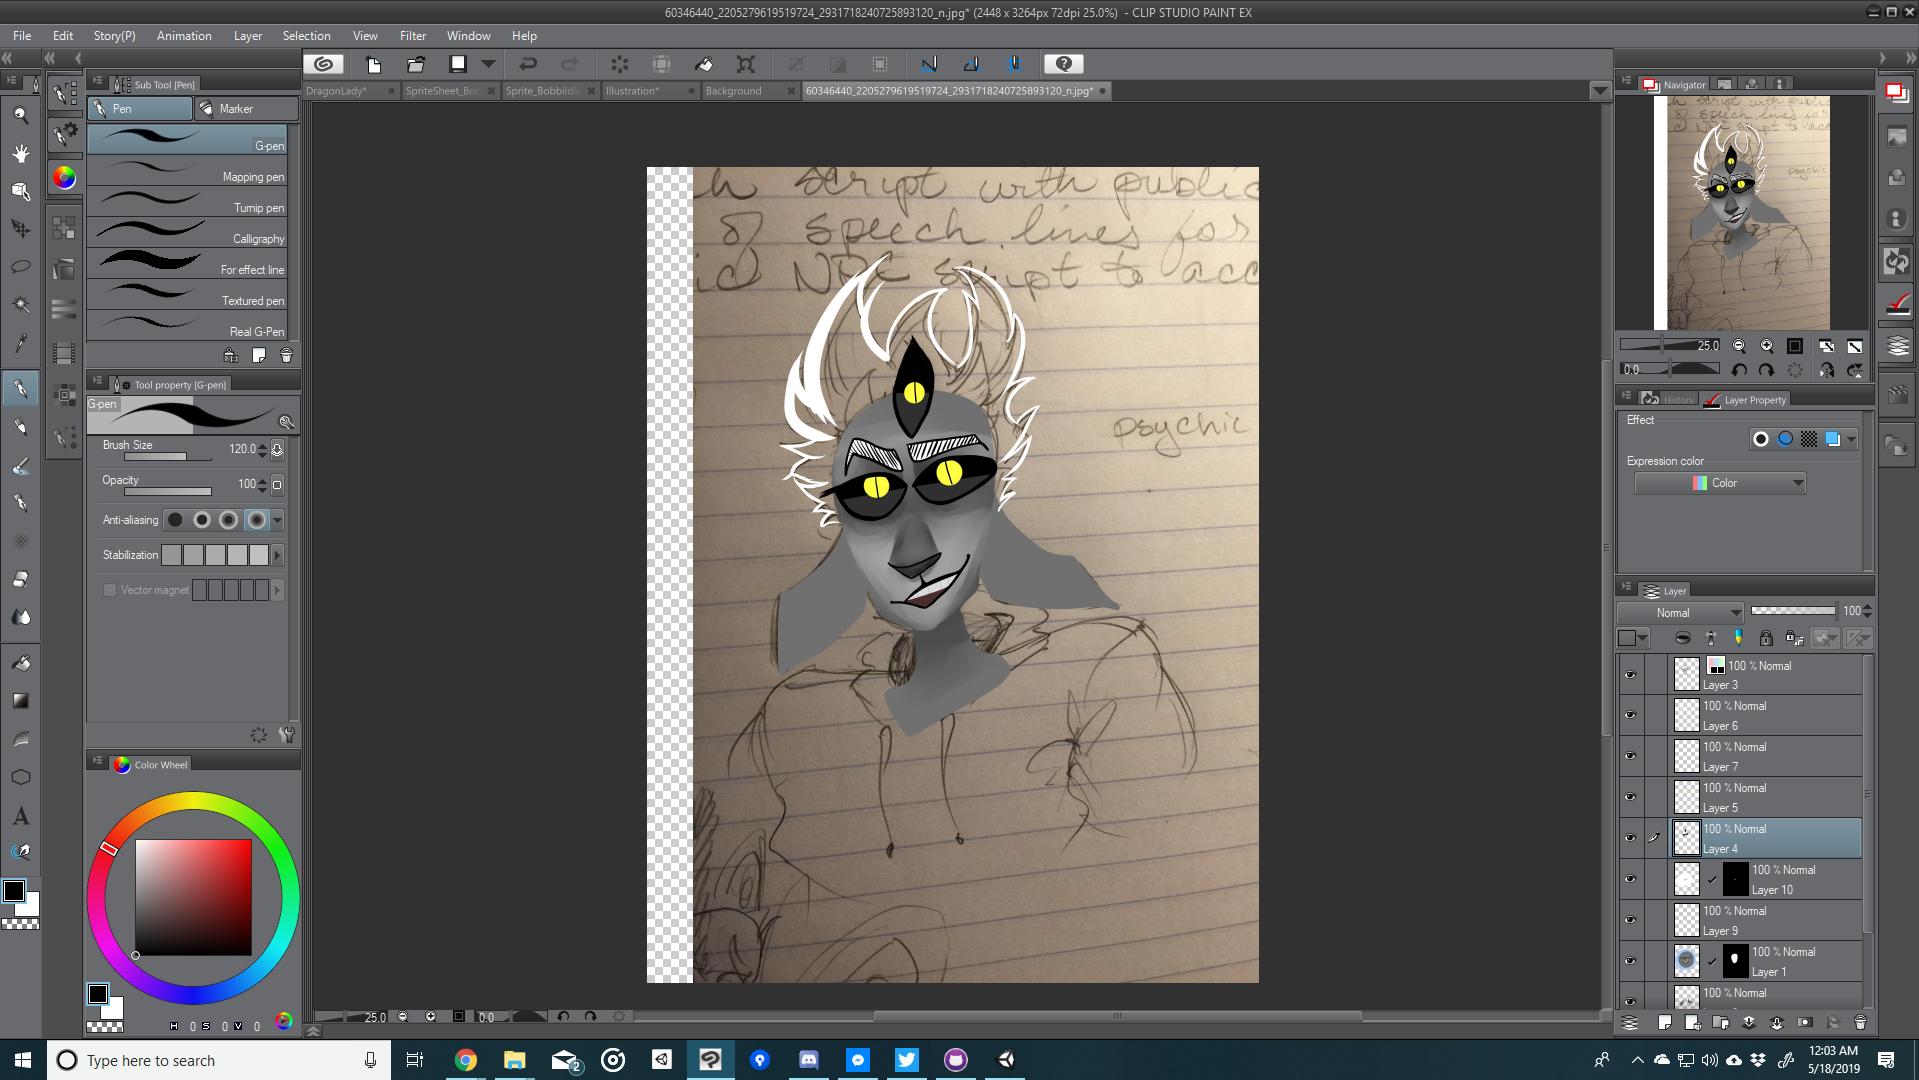 60346440_2205279619519724_2931718240725893120_n.jpg* (2448 x 3264px 72dpi 25.0%) - CLIP STUDIO PAINT EX
File Edit Story(P) Animation Layer Selection View Filter Window Help
Sub Tool [Pen]
DragonLady* SpriteSheet_Bob Sprite_BobbiIdle Illustration* Background 60346440_2205279619519724_2931718240725893120_n.jpg*
Navigator
Pen Marker
G-pen
Mapping pen
Turnip pen
Calligraphy
For effect line
Textured pen
Real G-Pen
Tool property [G-pen]
G-pen
Brush Size 120.0
Opacity 100
Anti-aliasing
Stabilization
Vector magnet
Color Wheel
H 0 S 0 V 0
script with public
speech lines for
script to acc
psychic
25.0 0.0
25.0
0.0
History Layer Property
Effect
Expression color
Color
Layer
Normal 100
100 % Normal
Layer 3
100 % Normal
Layer 6
100 % Normal
Layer 7
100 % Normal
Layer 5
100 % Normal
Layer 4
100 % Normal
Layer 10
100 % Normal
Layer 9
100 % Normal
Layer 1
100 % Normal
Type here to search
2
12:03 AM
5/18/2019